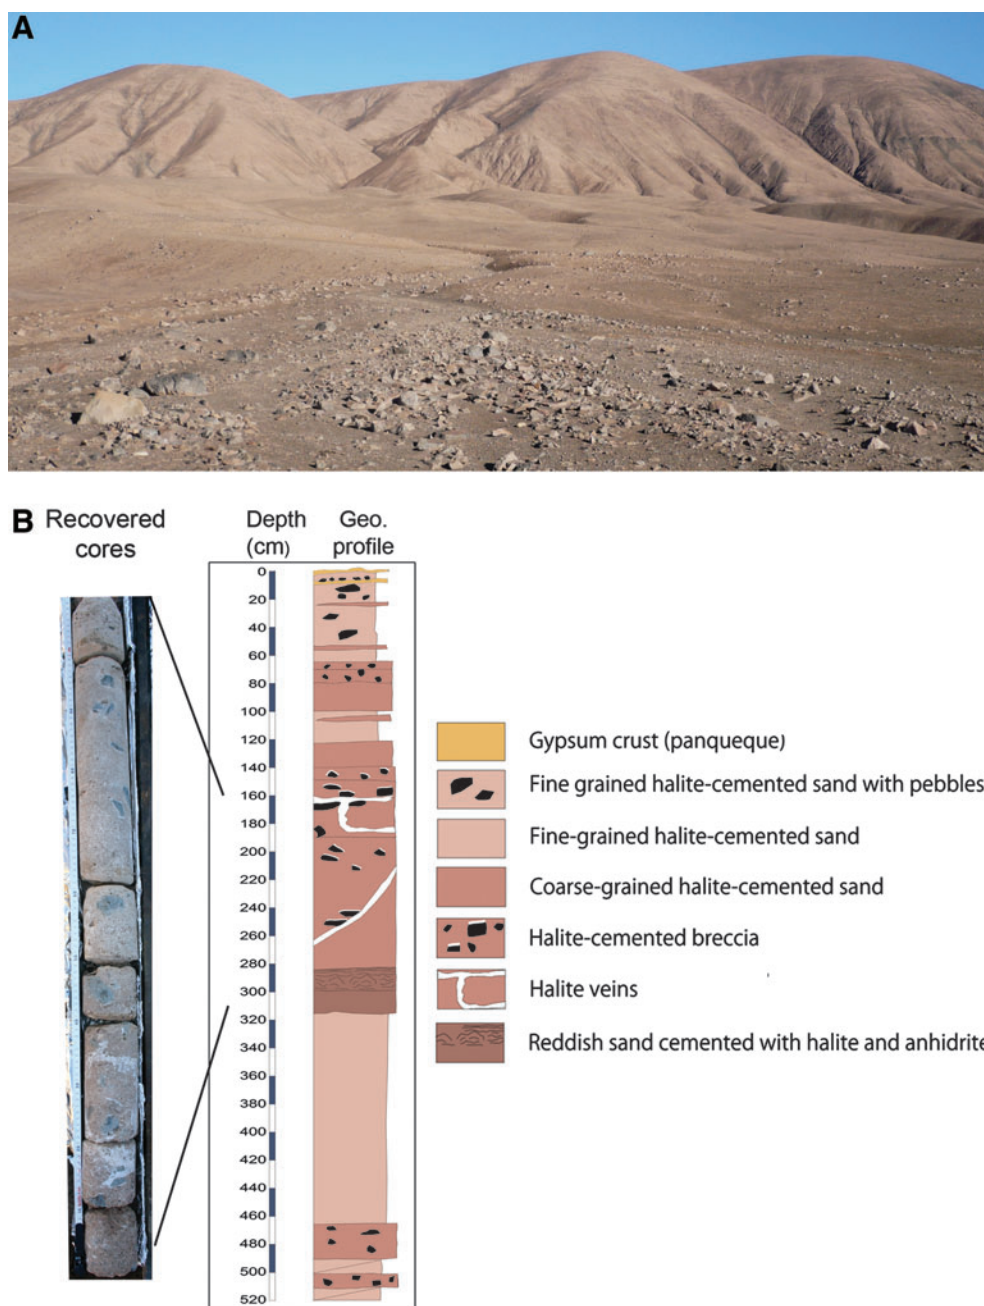 A
B
Recovered
cores
Depth
(cm)
Geo.
profile
0
20
40
60
80
100
120
140
160
180
200
220
240
260
280
300
320
340
360
380
400
420
440
460
480
500
520
Gypsum crust (panqueque)
Fine grained halite-cemented sand with pebbles
Fine-grained halite-cemented sand
Coarse-grained halite-cemented sand
Halite-cemented breccia
Halite veins
Reddish sand cemented with halite and anhidrite